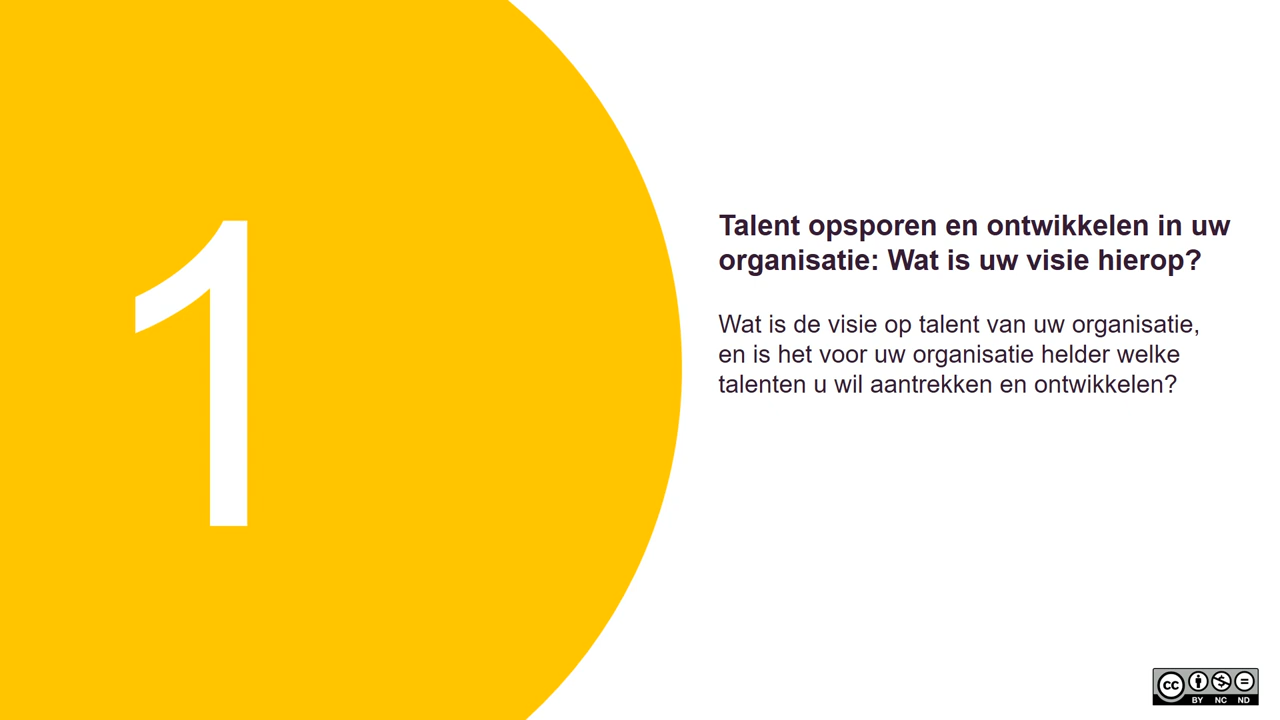 1
Talent opsporen en ontwikkelen in uw
organisatie: Wat is uw visie hierop?
Wat is de visie op talent van uw organisatie,
en is het voor uw organisatie helder welke
talenten u wil aantrekken en ontwikkelen?
cc
BY NC ND